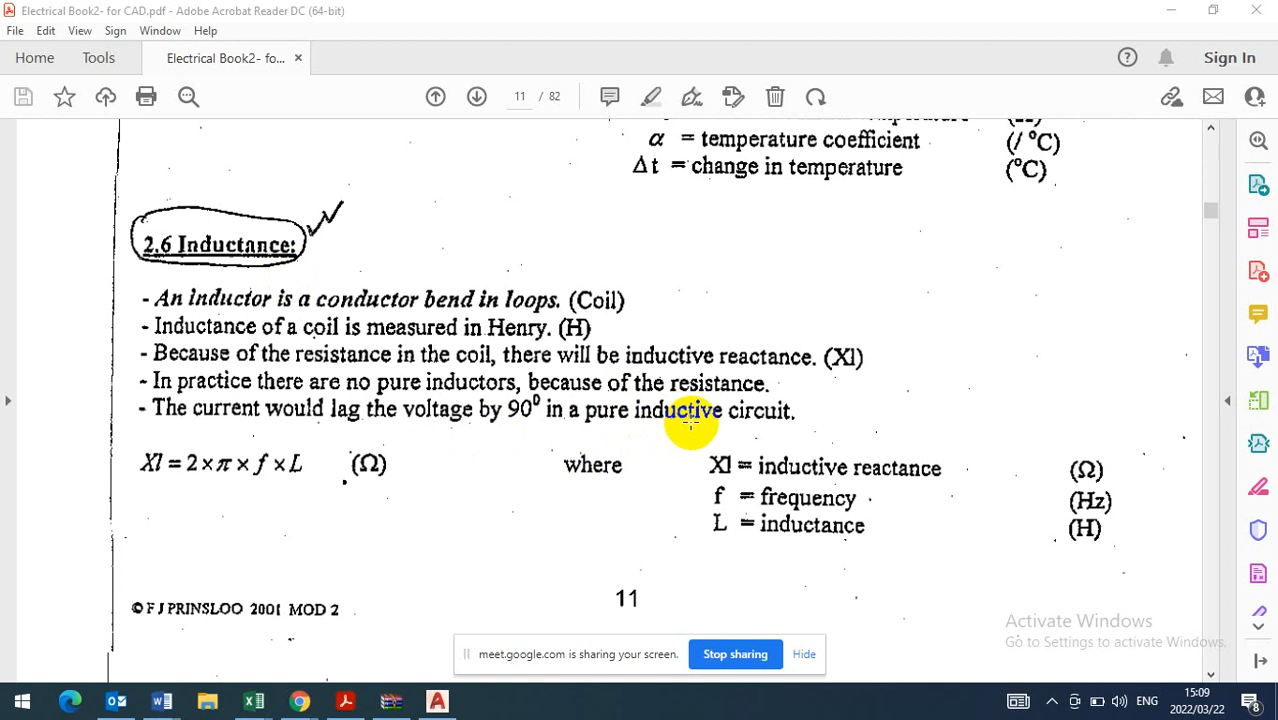 Electrical Book2- for CAD.pdf - Adobe Acrobat Reader DC (64-bit)
File Edit View Sign Window Help
Home Tools Electrical Book2- fo... × Sign In
11 / 82
α = temperature coefficient (/ °C)
Δt = change in temperature (°C)
2.6 Inductance:
- An inductor is a conductor bend in loops. (Coil)
- Inductance of a coil is measured in Henry. (H)
- Because of the resistance in the coil, there will be inductive reactance. (Xl)
- In practice there are no pure inductors, because of the resistance.
- The current would lag the voltage by 90⁰ in a pure inductive circuit.
Xl = 2 × π × f × L (Ω) where Xl = inductive reactance (Ω)
f = frequency (Hz)
L = inductance (H)
11
© F J PRINSLOO 2001 MOD 2
Activate Windows
Go to Settings to activate Windows.
meet.google.com is sharing your screen. Stop sharing Hide
ENG 15:09
2022/03/22 8